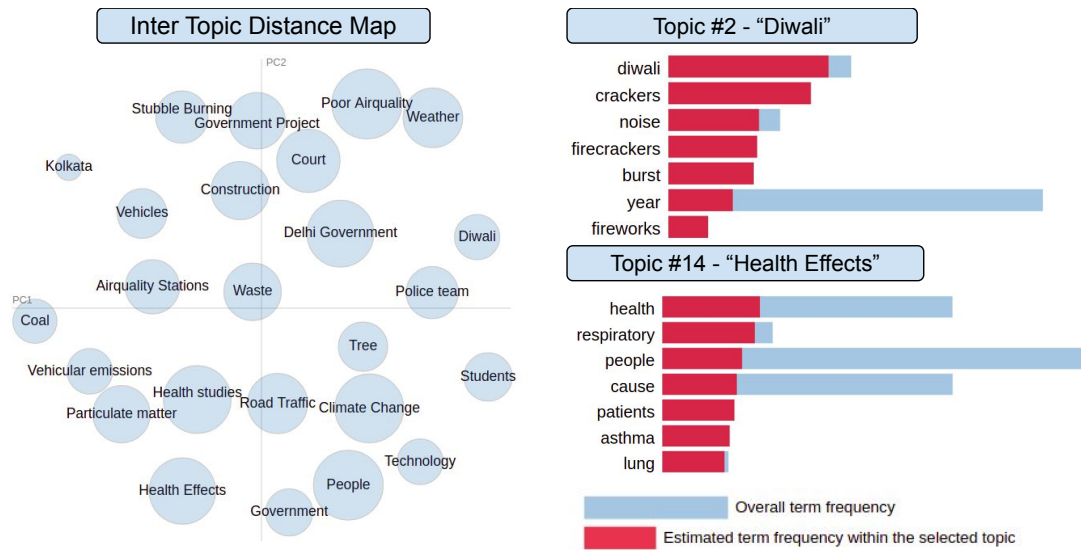 Inter Topic Distance Map
PC2
Stubble Burning
Government Project
Poor Airquality
Weather
Kolkata
Court
Construction
Vehicles
Delhi Government
Diwali
Airquality Stations
Waste
Police team
PC1
Coal
Tree
Vehicular emissions
Students
Health studies
Particulate matter
Road Traffic
Climate Change
Technology
Health Effects
People
Government
Topic #2 - “Diwali”
diwali
crackers
noise
firecrackers
burst
year
fireworks
Topic #14 - “Health Effects”
health
respiratory
people
cause
patients
asthma
lung
Overall term frequency
Estimated term frequency within the selected topic